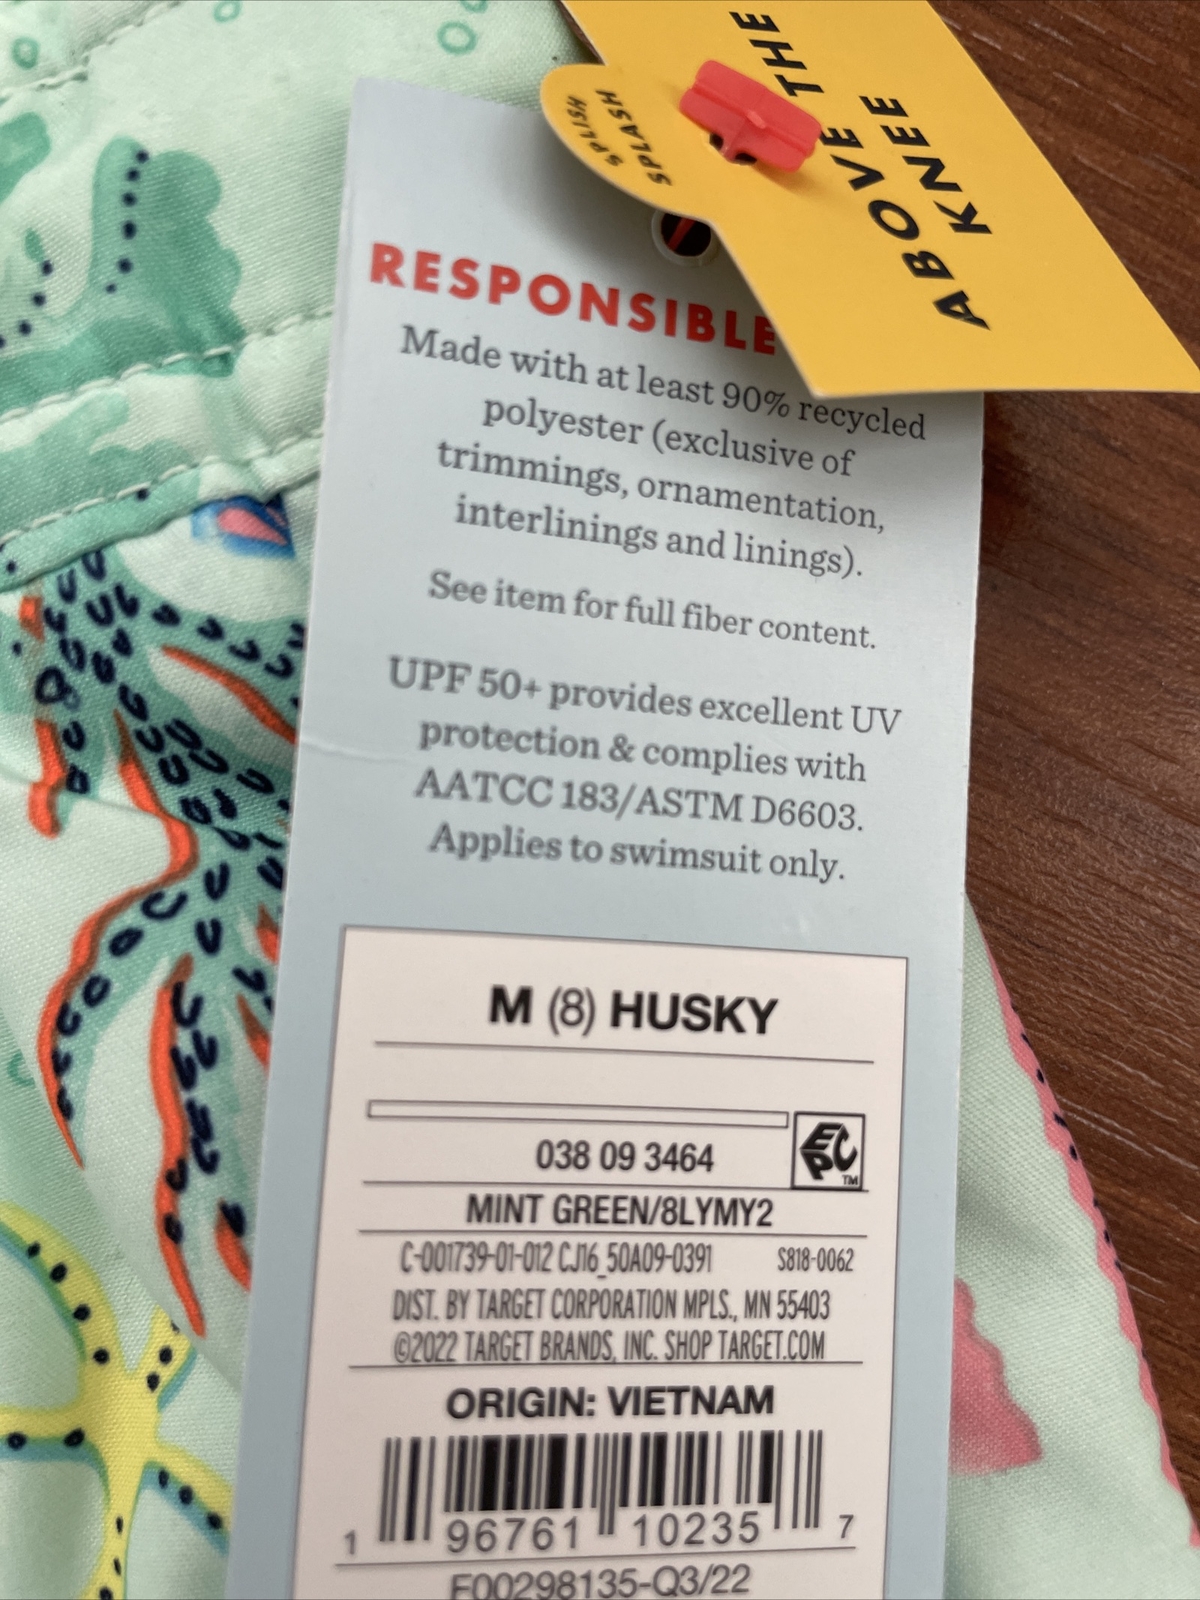 SPLISH
SPLASH
ABOVE THE
KNEE
RESPONSIBLE
Made with at least 90% recycled
polyester (exclusive of
trimmings, ornamentation,
interlinings and linings).
See item for full fiber content.
UPF 50+ provides excellent UV
protection & complies with
AATCC 183/ASTM D6603.
Applies to swimsuit only.
M (8) HUSKY
038 09 3464
EPC
TM
MINT GREEN/8LYMY2
C-001739-01-012 CJ16_50A09-0391 S818-0062
DIST. BY TARGET CORPORATION MPLS., MN 55403
©2022 TARGET BRANDS, INC. SHOP TARGET.COM
ORIGIN: VIETNAM
1 96761 10235 7
F00298135-Q3/22